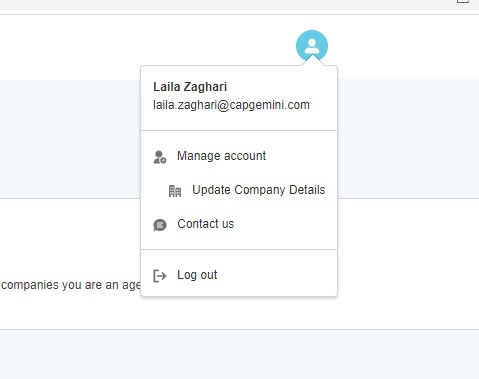 Laila Zaghari
laila.zaghari@capgemini.com
Manage account
Update Company Details
Contact us
Log out
companies you are an